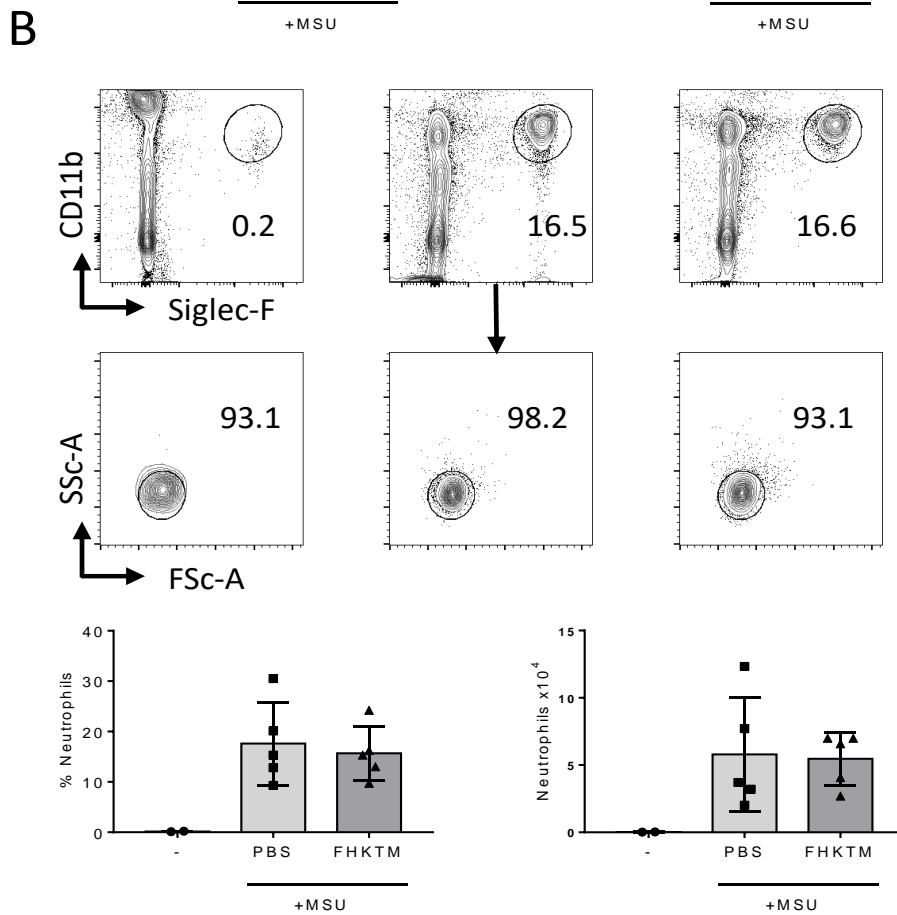 +MSU +MSU
B
CD11b
0.2 16.5 16.6
Siglec-F
SSc-A
93.1 98.2 93.1
FSc-A
% Neutrophils
40
30
20
10
0
- PBS FHKTM
+MSU
Neutrophils x10⁴
15
10
5
0
- PBS FHKTM
+MSU